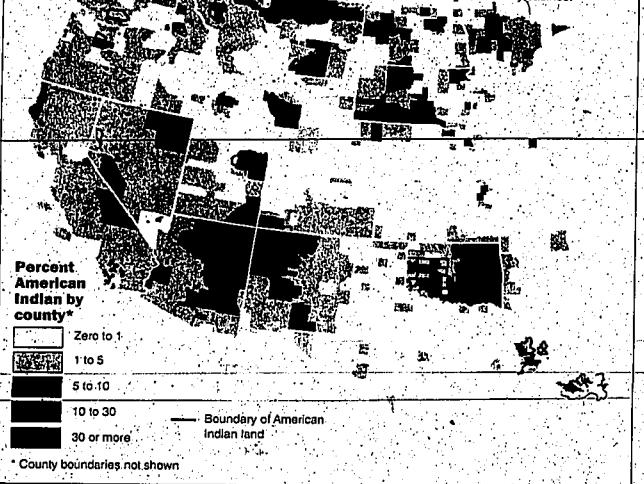 Percent
American
Indian by
county*
Zero to 1
1 to 5
5 to 10
10 to 30
30 or more
Boundary of American
Indian land
* County boundaries not shown